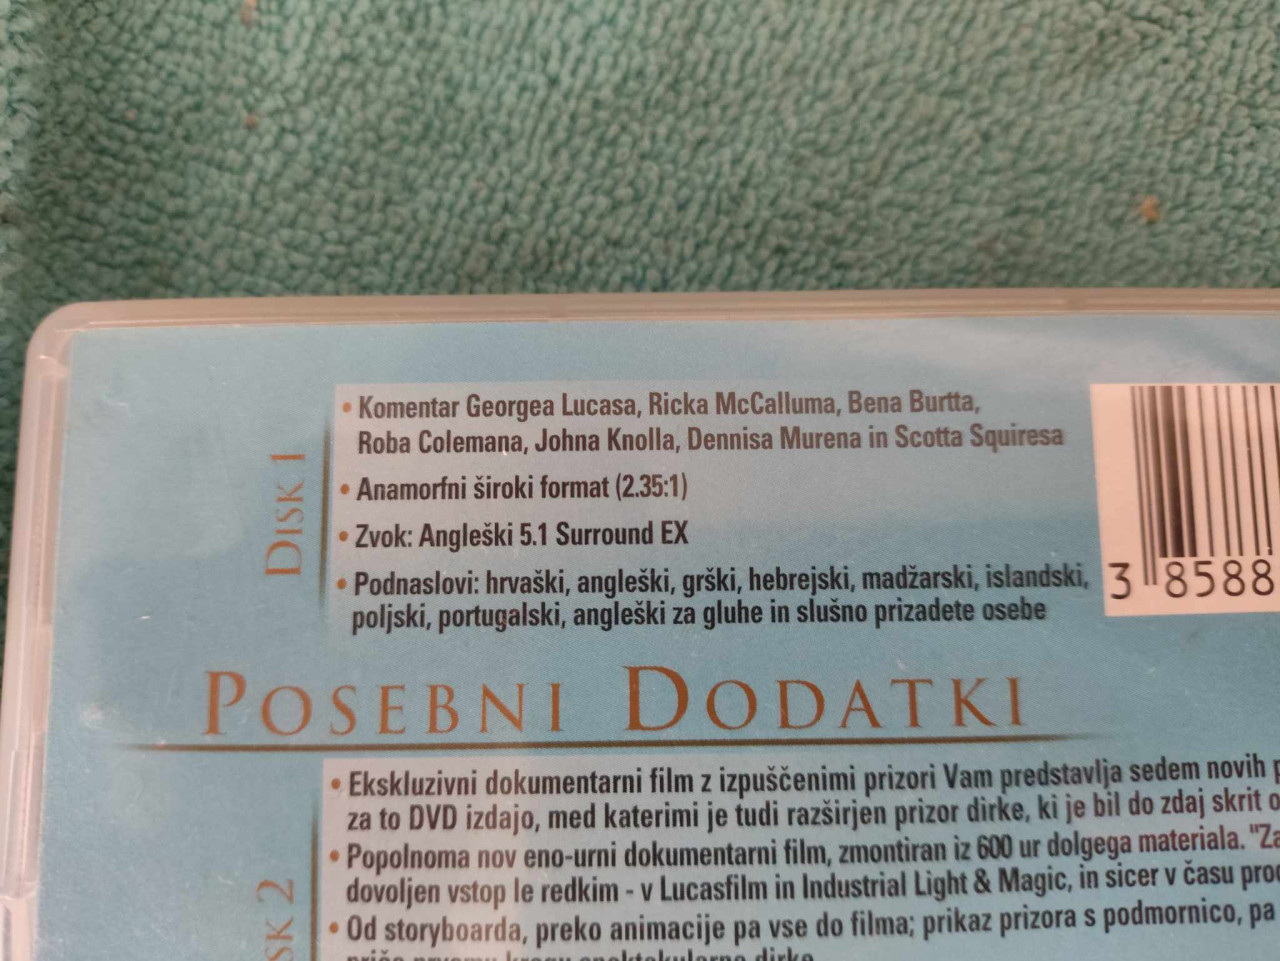 DISK 1
• Komentar Georgea Lucasa, Ricka McCalluma, Bena Burtta,
Roba Colemana, Johna Knolla, Dennisa Murena in Scotta Squiresa
• Anamorfni široki format (2.35:1)
• Zvok: Angleški 5.1 Surround EX
• Podnaslovi: hrvaški, angleški, grški, hebrejski, madžarski, islandski,
poljski, portugalski, angleški za gluhe in slušno prizadete osebe
3 8588
POSEBNI DODATKI
SK 2
• Ekskluzivni dokumentarni film z izpuščenimi prizori Vam predstavlja sedem novih
za to DVD izdajo, med katerimi je tudi razširjen prizor dirke, ki je bil do zdaj skrit
• Popolnoma nov eno-urni dokumentarni film, zmontiran iz 600 ur dolgega materiala. "Za
dovoljen vstop le redkim - v Lucasfilm in Industrial Light & Magic, in sicer v času
• Od storyboarda, preko animacije pa vse do filma; prikaz prizora s podmornico, pa
dirke